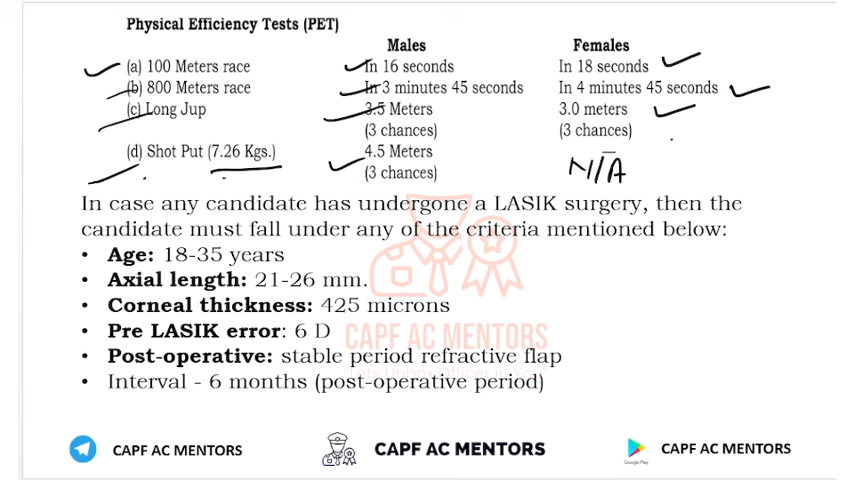 Physical Efficiency Tests (PET)
Males Females
(a) 100 Meters race In 16 seconds In 18 seconds
(b) 800 Meters race In 3 minutes 45 seconds In 4 minutes 45 seconds
(c) Long Jup 3.5 Meters 3.0 meters
(3 chances) (3 chances)
(d) Shot Put (7.26 Kgs.) 4.5 Meters N/A
(3 chances)
In case any candidate has undergone a LASIK surgery, then the
candidate must fall under any of the criteria mentioned below:
• Age: 18-35 years
• Axial length: 21-26 mm.
• Corneal thickness: 425 microns
• Pre LASIK error: 6 D
• Post-operative: stable period refractive flap
• Interval - 6 months (post-operative period)
CAPF AC MENTORS
CAPF AC MENTORS CAPF AC MENTORS CAPF AC MENTORS
Google Play